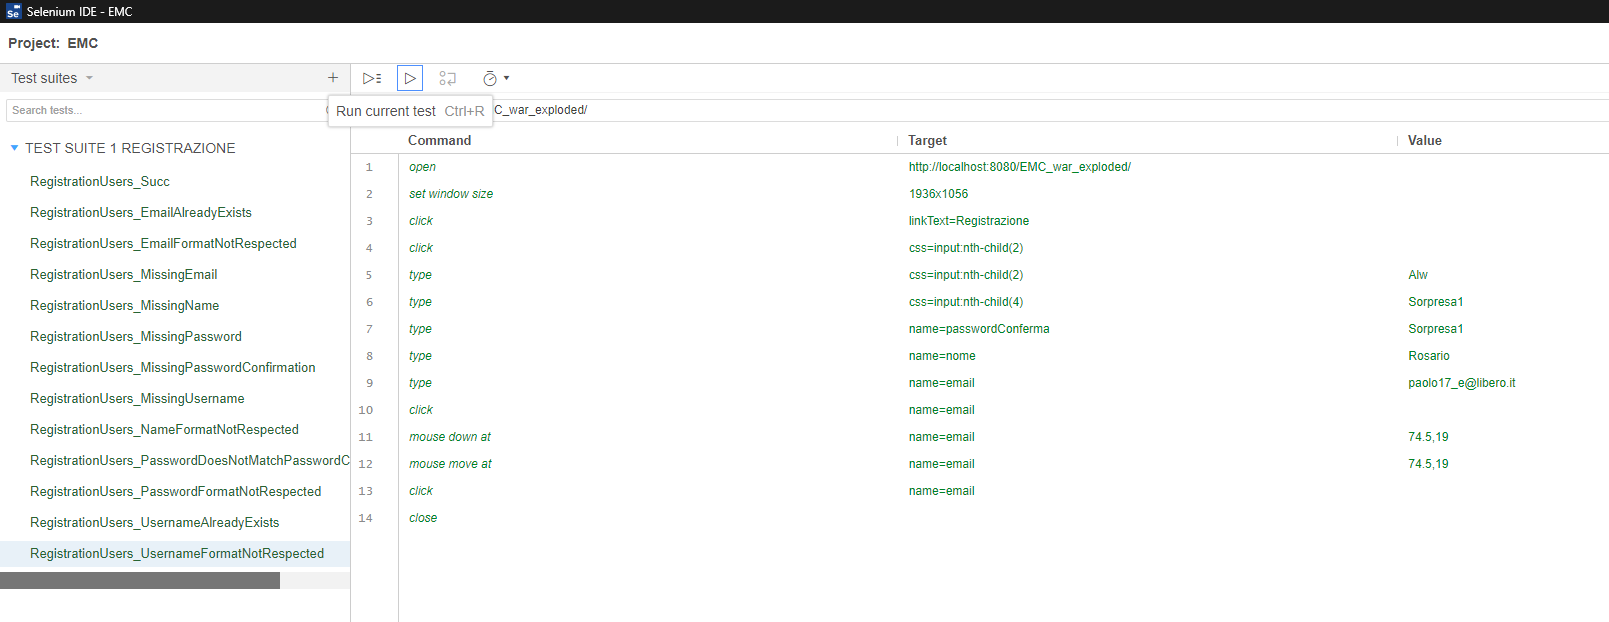 Selenium IDE - EMC
Project: EMC
Test suites
+
Search tests...
Run current test Ctrl+R
C_war_exploded/
Command Target Value
TEST SUITE 1 REGISTRAZIONE
RegistrationUsers_Succ
RegistrationUsers_EmailAlreadyExists
RegistrationUsers_EmailFormatNotRespected
RegistrationUsers_MissingEmail
RegistrationUsers_MissingName
RegistrationUsers_MissingPassword
RegistrationUsers_MissingPasswordConfirmation
RegistrationUsers_MissingUsername
RegistrationUsers_NameFormatNotRespected
RegistrationUsers_PasswordDoesNotMatchPasswordC
RegistrationUsers_PasswordFormatNotRespected
RegistrationUsers_UsernameAlreadyExists
RegistrationUsers_UsernameFormatNotRespected
1 open http://localhost:8080/EMC_war_exploded/
2 set window size 1936x1056
3 click linkText=Registrazione
4 click css=input:nth-child(2)
5 type css=input:nth-child(2) Alw
6 type css=input:nth-child(4) Sorpresa1
7 type name=passwordConferma Sorpresa1
8 type name=nome Rosario
9 type name=email paolo17_e@libero.it
10 click name=email
11 mouse down at name=email 74.5,19
12 mouse move at name=email 74.5,19
13 click name=email
14 close